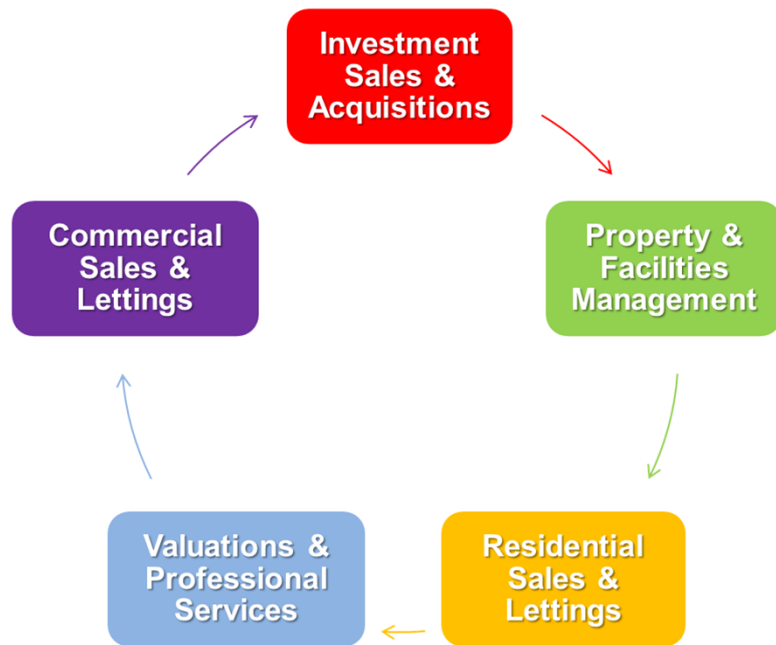 Investment
Sales &
Acquisitions
Property &
Facilities
Management
Residential
Sales &
Lettings
Valuations &
Professional
Services
Commercial
Sales &
Lettings